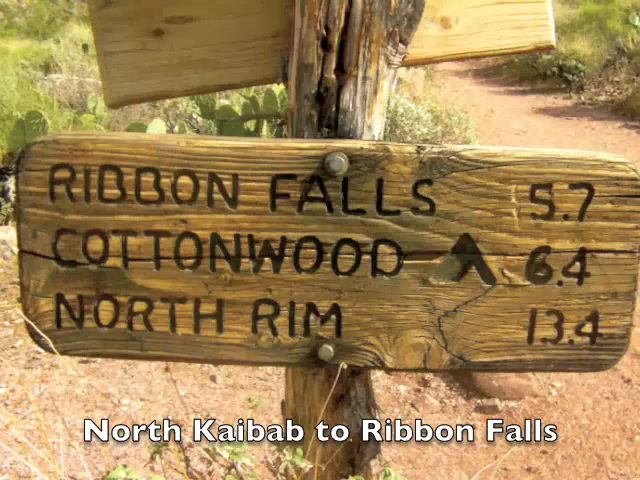 RIBBON FALLS 5.7
COTTONWOOD 6.4
NORTH RIM 13.4
North Kaibab to Ribbon Falls